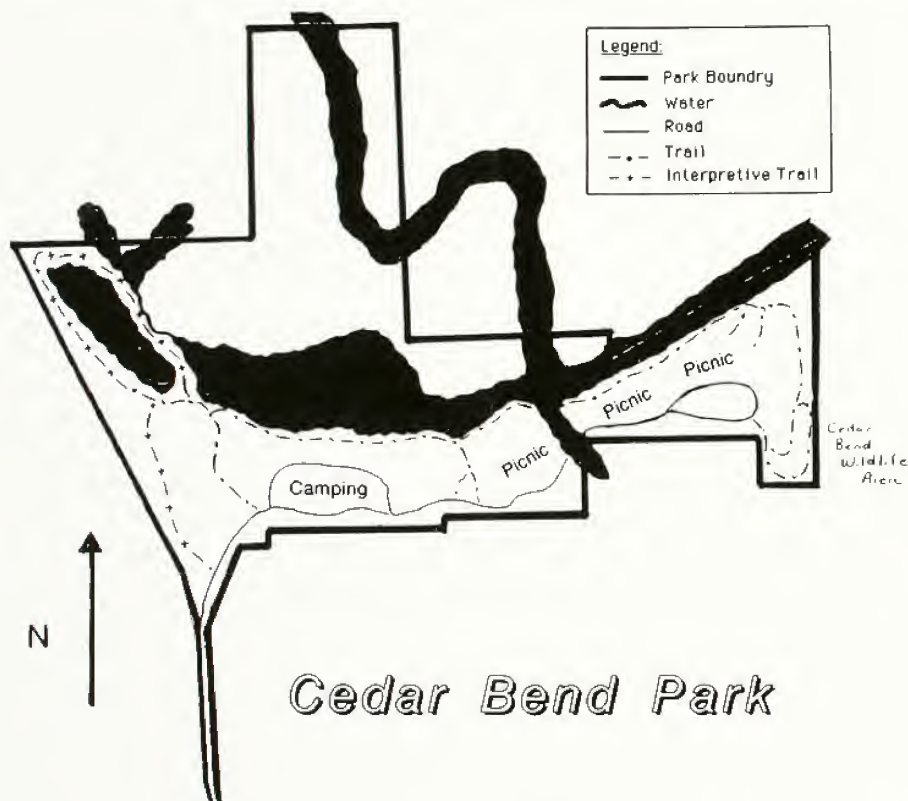 Legend:
Park Boundry
Water
Road
Trail
Interpretive Trail
Picnic
Picnic
Picnic
Camping
Cedar
Bend
Wildlife
Area
N
Cedar Bend Park